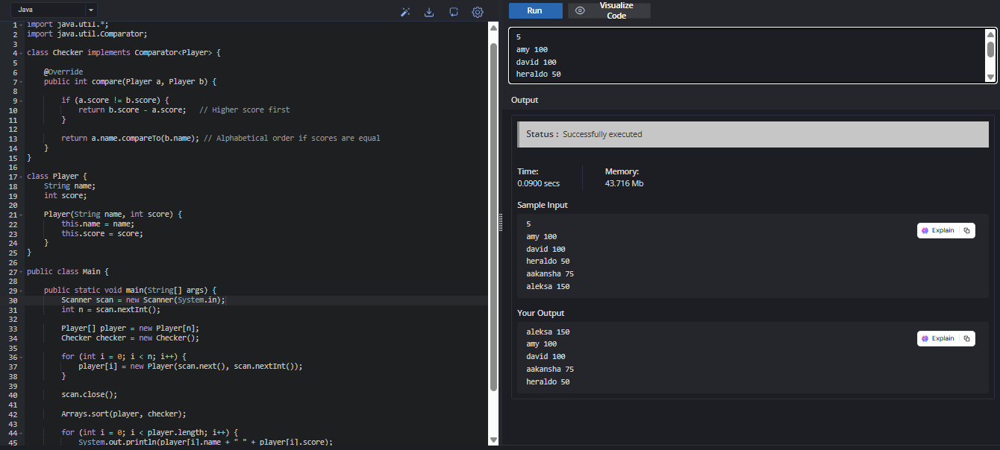 Java
1 import java.util.*;
2 import java.util.Comparator;
3
4 class Checker implements Comparator<Player> {
5
6     @Override
7     public int compare(Player a, Player b) {
8
9         if (a.score != b.score) {
10             return b.score - a.score;   // Higher score first
11         }
12
13         return a.name.compareTo(b.name); // Alphabetical order if scores are equal
14     }
15 }
16
17 class Player {
18     String name;
19     int score;
20
21     Player(String name, int score) {
22         this.name = name;
23         this.score = score;
24     }
25 }
26
27 public class Main {
28
29     public static void main(String[] args) {
30         Scanner scan = new Scanner(System.in);
31         int n = scan.nextInt();
32
33         Player[] player = new Player[n];
34         Checker checker = new Checker();
35
36         for (int i = 0; i < n; i++) {
37             player[i] = new Player(scan.next(), scan.nextInt());
38         }
39
40         scan.close();
41
42         Arrays.sort(player, checker);
43
44         for (int i = 0; i < player.length; i++) {
45             System.out.println(player[i].name + " " + player[i].score);
Run
Visualize
Code
5
amy 100
david 100
heraldo 50
Output
Status : Successfully executed
Time: Memory:
0.0900 secs 43.716 Mb
Sample Input
5
Explain
amy 100
david 100
heraldo 50
aakansha 75
aleksa 150
Your Output
aleksa 150
Explain
amy 100
david 100
aakansha 75
heraldo 50